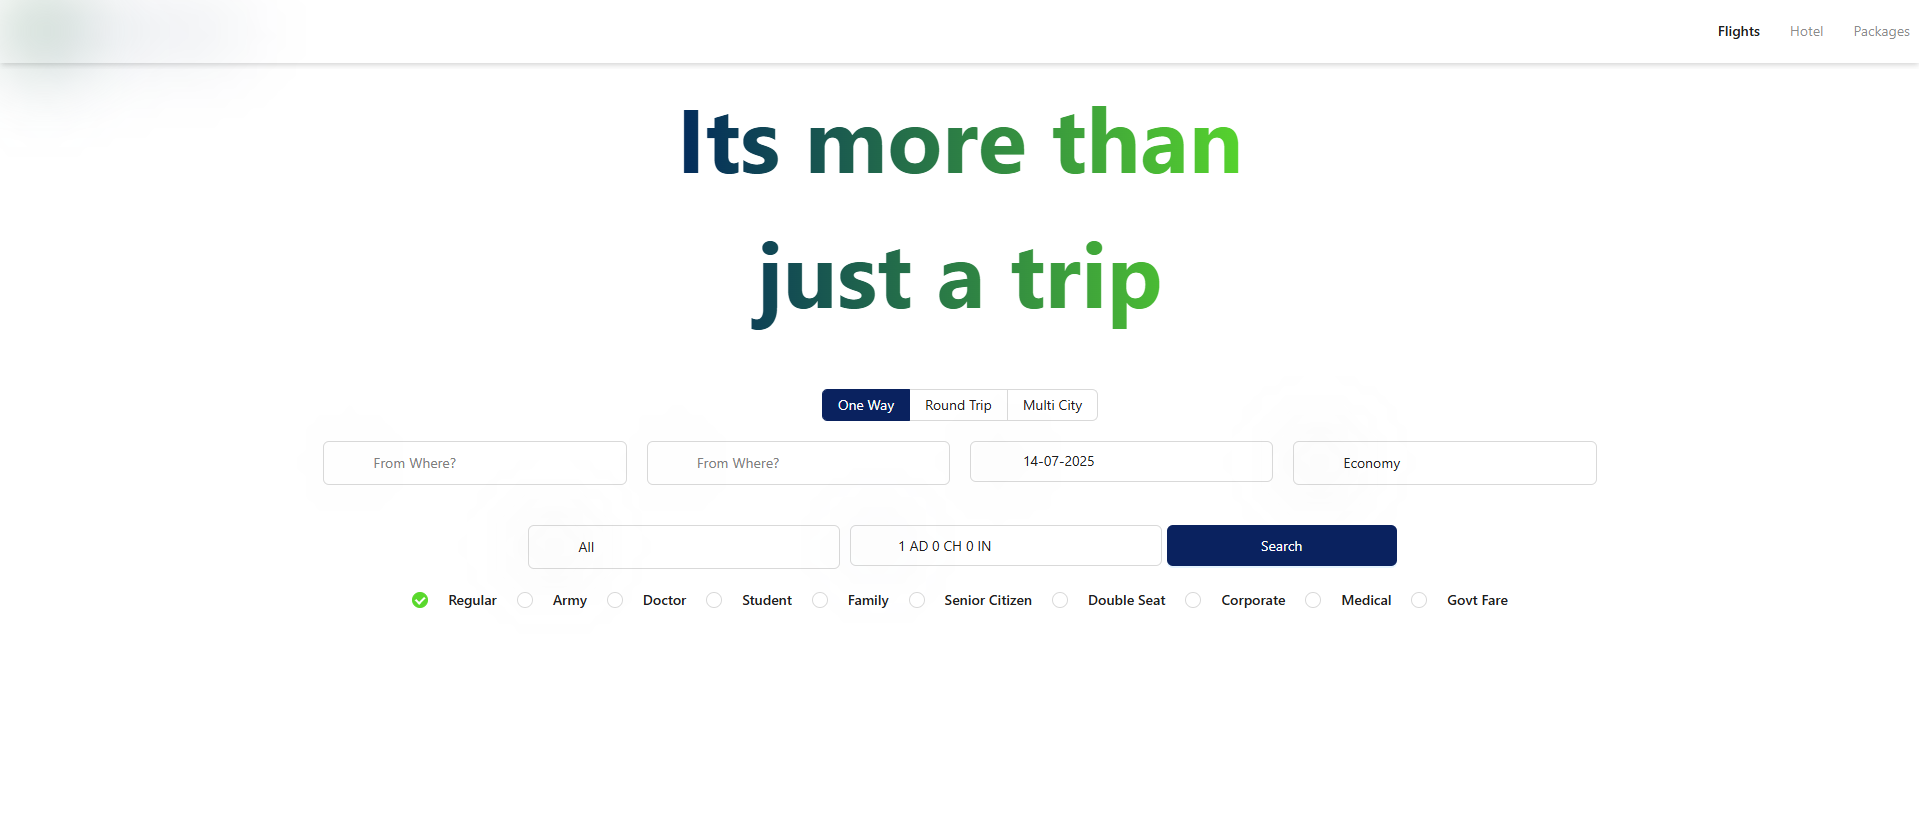 Flights Hotel Packages
Its more than
just a trip
One Way Round Trip Multi City
From Where? From Where? 14-07-2025 Economy
All 1 AD 0 CH 0 IN Search
Regular Army Doctor Student Family Senior Citizen Double Seat Corporate Medical Govt Fare